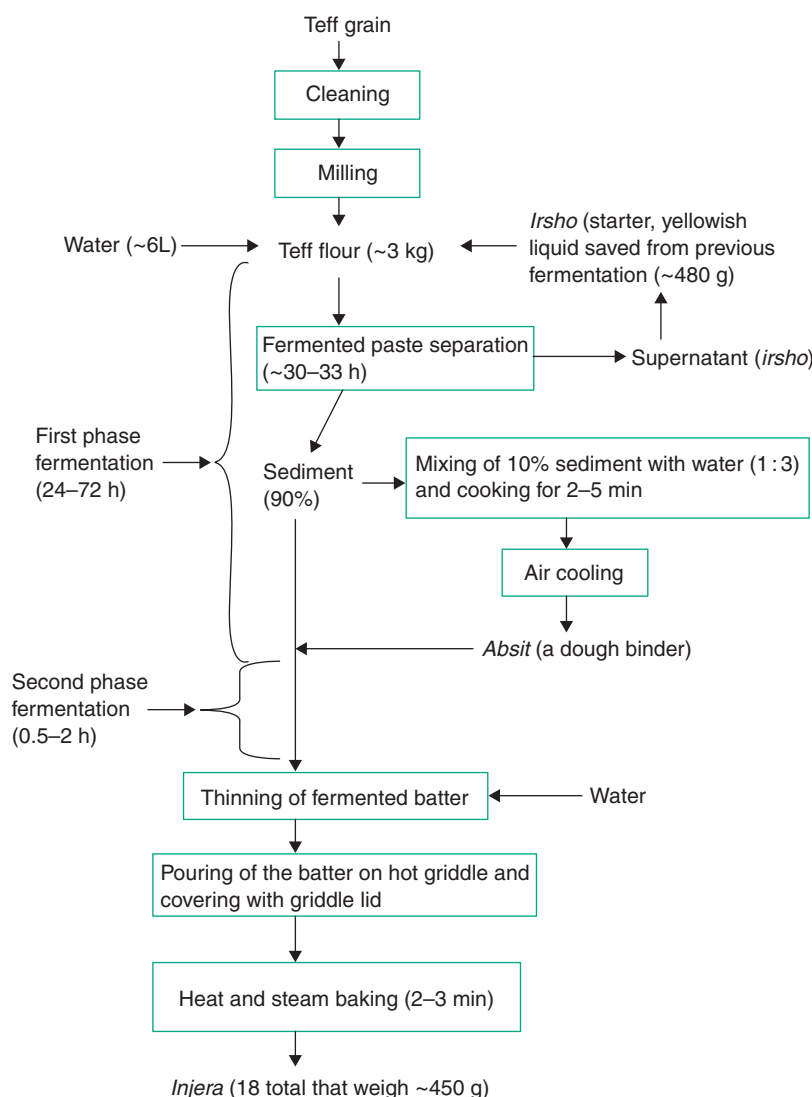 Teff grain
Cleaning
Milling
Water (~6L)
Teff flour (~3 kg)
Irsho (starter, yellowish
liquid saved from previous
fermentation (~480 g)
Fermented paste separation
(~30–33 h)
Supernatant (irsho)
First phase
fermentation
(24–72 h)
Sediment
(90%)
Mixing of 10% sediment with water (1 : 3)
and cooking for 2–5 min
Air cooling
Absit (a dough binder)
Second phase
fermentation
(0.5–2 h)
Thinning of fermented batter
Water
Pouring of the batter on hot griddle and
covering with griddle lid
Heat and steam baking (2–3 min)
Injera (18 total that weigh ~450 g)